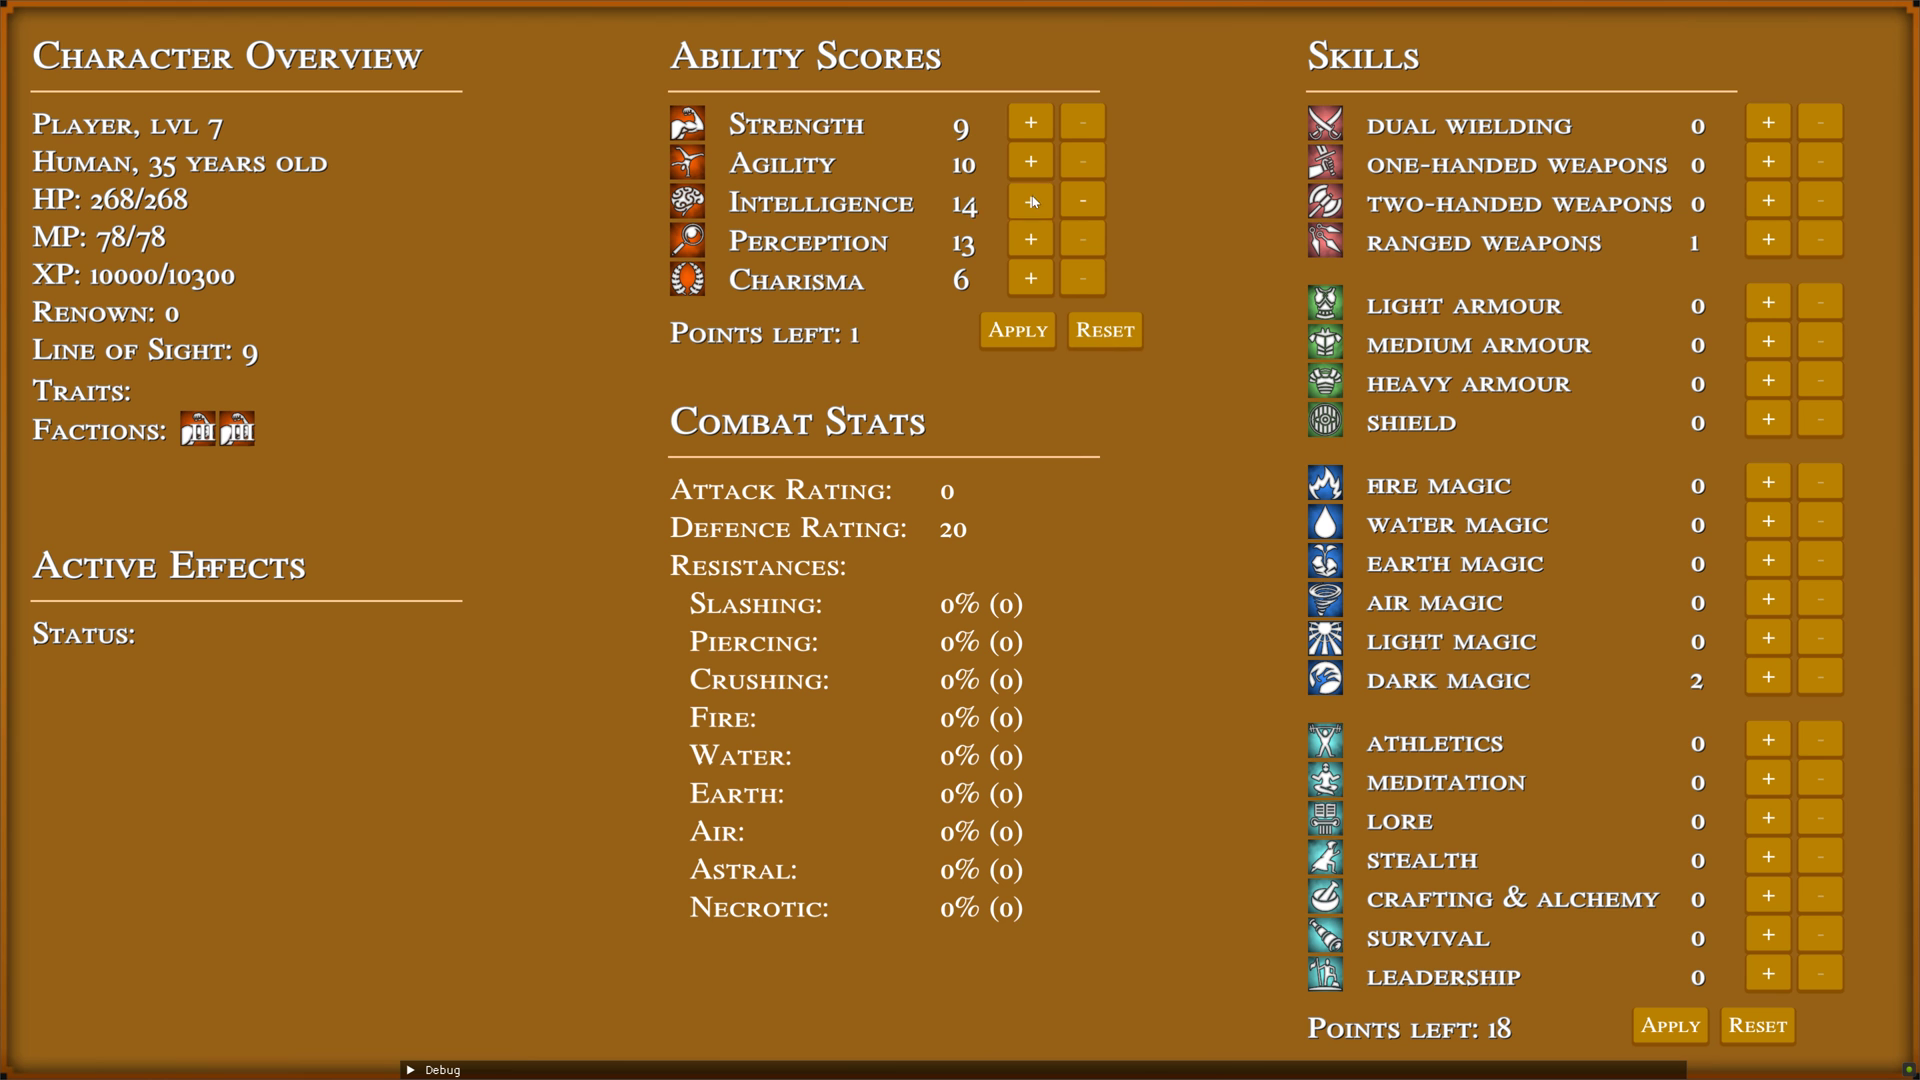 Character Overview
Player, lvl 7
Human, 35 years old
HP: 268/268
MP: 78/78
XP: 10000/10300
Renown: 0
Line of Sight: 9
Traits:
Factions:
Active Effects
Status:
Ability Scores
Strength 9 + -
Agility 10 + -
Intelligence 14 + -
Perception 13 + -
Charisma 6 + -
Points left: 1 Apply Reset
Combat Stats
Attack Rating: 0
Defence Rating: 20
Resistances:
Slashing: 0% (0)
Piercing: 0% (0)
Crushing: 0% (0)
Fire: 0% (0)
Water: 0% (0)
Earth: 0% (0)
Air: 0% (0)
Astral: 0% (0)
Necrotic: 0% (0)
Skills
dual wielding 0 + -
one-handed weapons 0 + -
two-handed weapons 0 + -
ranged weapons 1 + -
light armour 0 + -
medium armour 0 + -
heavy armour 0 + -
shield 0 + -
fire magic 0 + -
water magic 0 + -
earth magic 0 + -
air magic 0 + -
light magic 0 + -
dark magic 2 + -
athletics 0 + -
meditation 0 + -
lore 0 + -
stealth 0 + -
crafting & alchemy 0 + -
survival 0 + -
leadership 0 + -
Points left: 18 Apply Reset
Debug